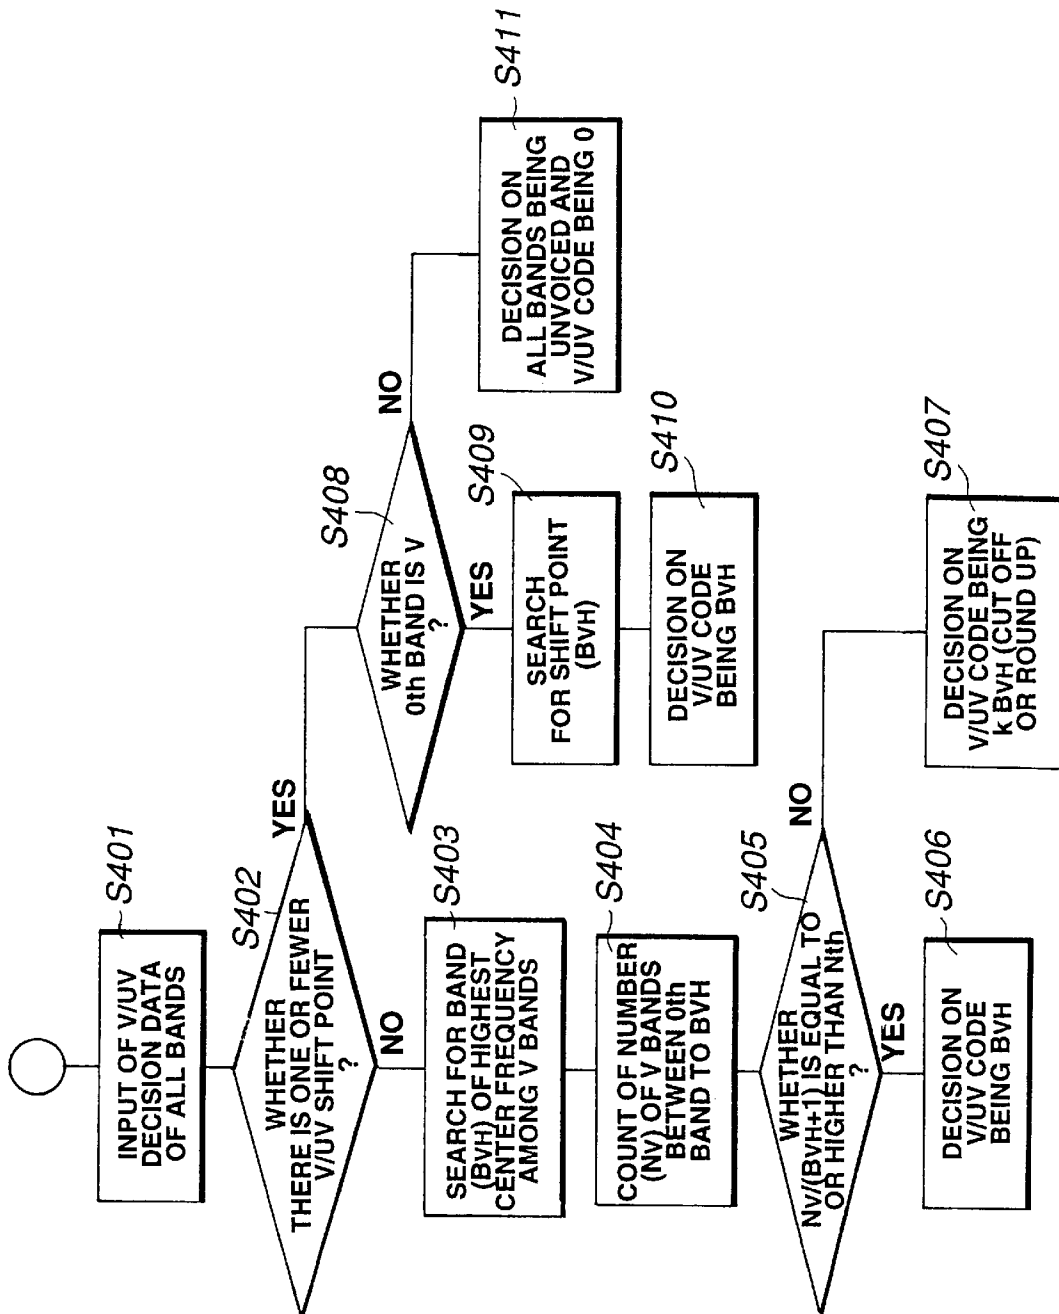 S401
INPUT OF V/UV
DECISION DATA
OF ALL BANDS
S402
WHETHER
THERE IS ONE OR FEWER
V/UV SHIFT POINT
?
YES
NO
S403
SEARCH FOR BAND
(BVH) OF HIGHEST
CENTER FREQUENCY
AMONG V BANDS
S404
COUNT OF NUMBER
(Nv) OF V BANDS
BETWEEN 0th
BAND TO BVH
S405
WHETHER
Nv/(BVH+1) IS EQUAL TO
OR HIGHER THAN Nth
?
NO
YES
S406
DECISION ON
V/UV CODE
BEING BVH
S407
DECISION ON
V/UV CODE BEING
k BVH (CUT OFF
OR ROUND UP)
S408
WHETHER
0th BAND IS V
?
NO
YES
S409
SEARCH
FOR SHIFT POINT
(BVH)
S410
DECISION ON
V/UV CODE
BEING BVH
S411
DECISION ON
ALL BANDS BEING
UNVOICED AND
V/UV CODE BEING 0